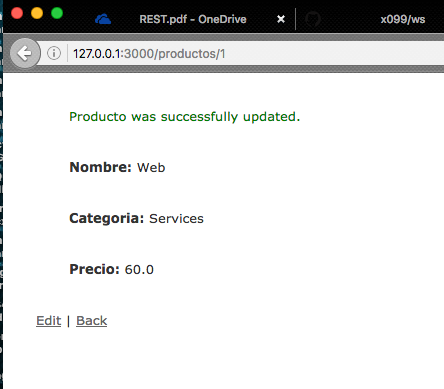 REST.pdf - OneDrive × x099/ws
127.0.0.1:3000/productos/1
Producto was successfully updated.
Nombre: Web
Categoria: Services
Precio: 60.0
Edit | Back